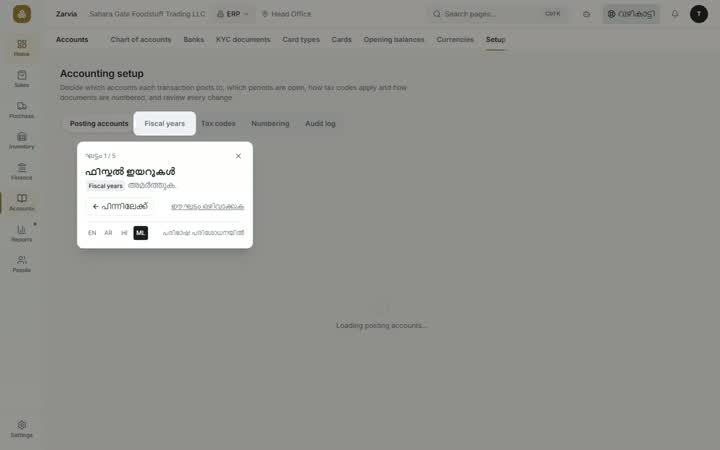 Zarvia
Sahara Gate Foodstuff Trading LLC
ERP
Head Office
Search pages...
Ctrl K
വഴികാട്ടി
T
Home
Sales
Purchase
Inventory
Finance
Accounts
Reports
People
Settings
Accounts
Chart of accounts
Banks
KYC documents
Card types
Cards
Opening balances
Currencies
Setup
Accounting setup
Decide which accounts each transaction posts to, which periods are open, how tax codes apply and how
documents are numbered, and review every change
Posting accounts
Fiscal years
Tax codes
Numbering
Audit log
ഘട്ടം 1 / 5
ഫിസ്കൽ ഇയറുകൾ
Fiscal years അമർത്തുക.
← പിന്നിലേക്ക്
ഈ ഘട്ടം ഒഴിവാക്കുക
EN AR HI ML
പരിഭാഷ പരിശോധനയിൽ
Loading posting accounts...